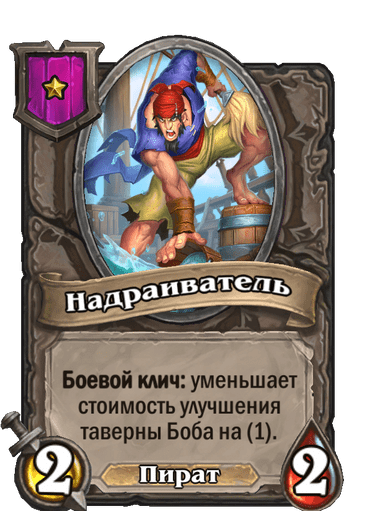 Надраиватель
Боевой клич: уменьшает
стоимость улучшения
таверны Боба на (1).
2
Пират
2